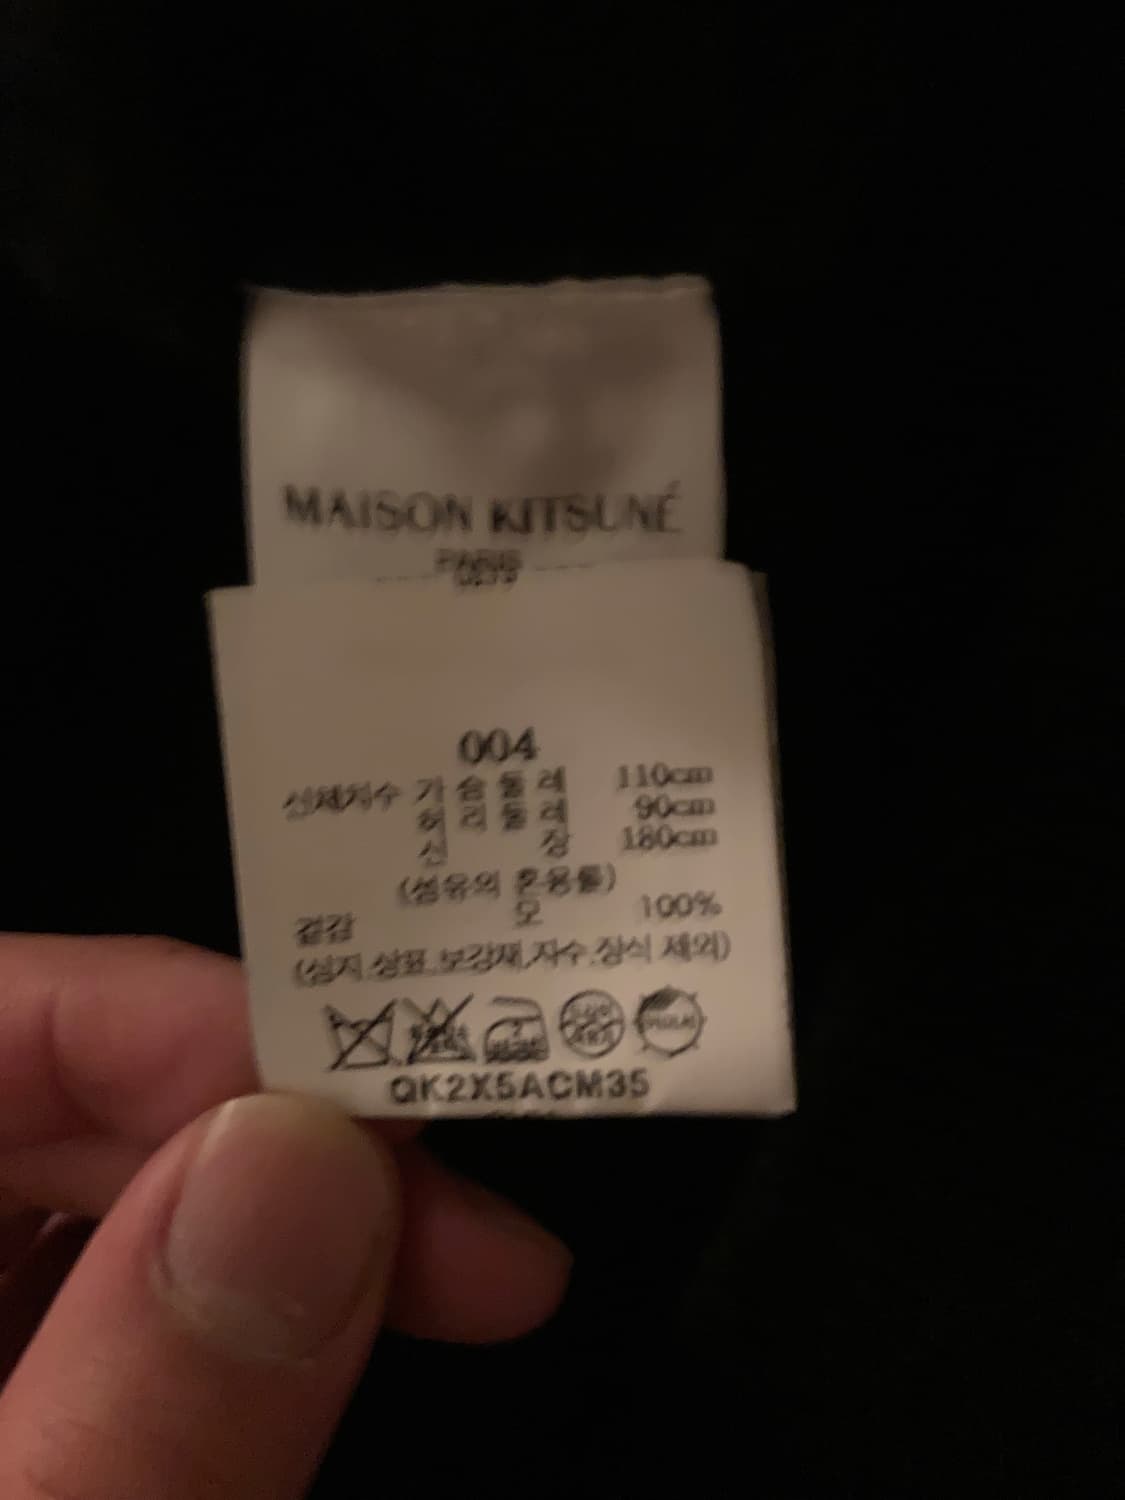 MAISON KITSUNÉ
PARIS
004
신체치수 가 슴 둘 레 110cm
허 리 둘 레 90cm
신 장 180cm
(섬유의 혼용률)
겉감 모 100%
(심지.상표.보강재.자수.장식 제외)
QK2X5ACM35